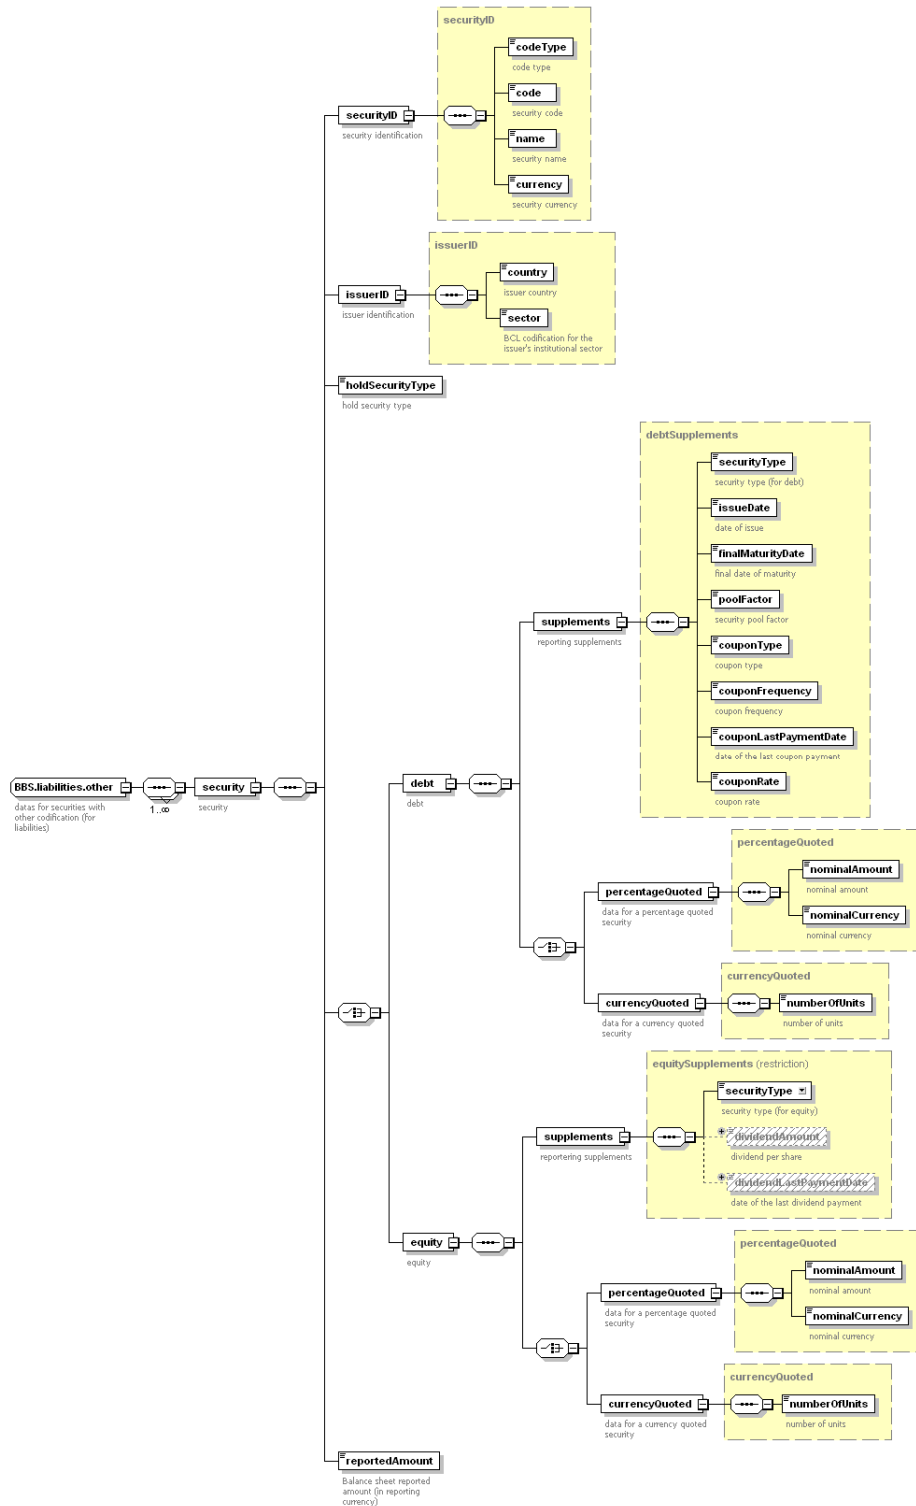 securityID
codeType
code type
code
security code
securityID
security identification
name
security name
currency
security currency
issuerID
country
issuer country
issuerID
issuer identification
sector
BCL codification for the
issuer's institutional sector
holdSecurityType
hold security type
debtSupplements
securityType
security type (for debt)
issueDate
date of issue
finalMaturityDate
final date of maturity
poolFactor
security pool factor
supplements
reporting supplements
couponType
coupon type
couponFrequency
coupon frequency
couponLastPaymentDate
date of the last coupon payment
couponRate
coupon rate
BBS.liabilities.other
datas for securities with
other codification (for
liabilities)
1..∞
security
security
debt
debt
percentageQuoted
nominalAmount
nominal amount
percentageQuoted
data for a percentage quoted
security
nominalCurrency
nominal currency
currencyQuoted
currencyQuoted
data for a currency quoted
security
numberOfUnits
number of units
equitySupplements (restriction)
securityType
security type (for equity)
supplements
reportering supplements
dividendAmount
dividend per share
dividendLastPaymentDate
date of the last dividend payment
equity
equity
percentageQuoted
nominalAmount
nominal amount
percentageQuoted
data for a percentage quoted
security
nominalCurrency
nominal currency
currencyQuoted
currencyQuoted
data for a currency quoted
security
numberOfUnits
number of units
reportedAmount
Balance sheet reported
amount (in reporting
currency)